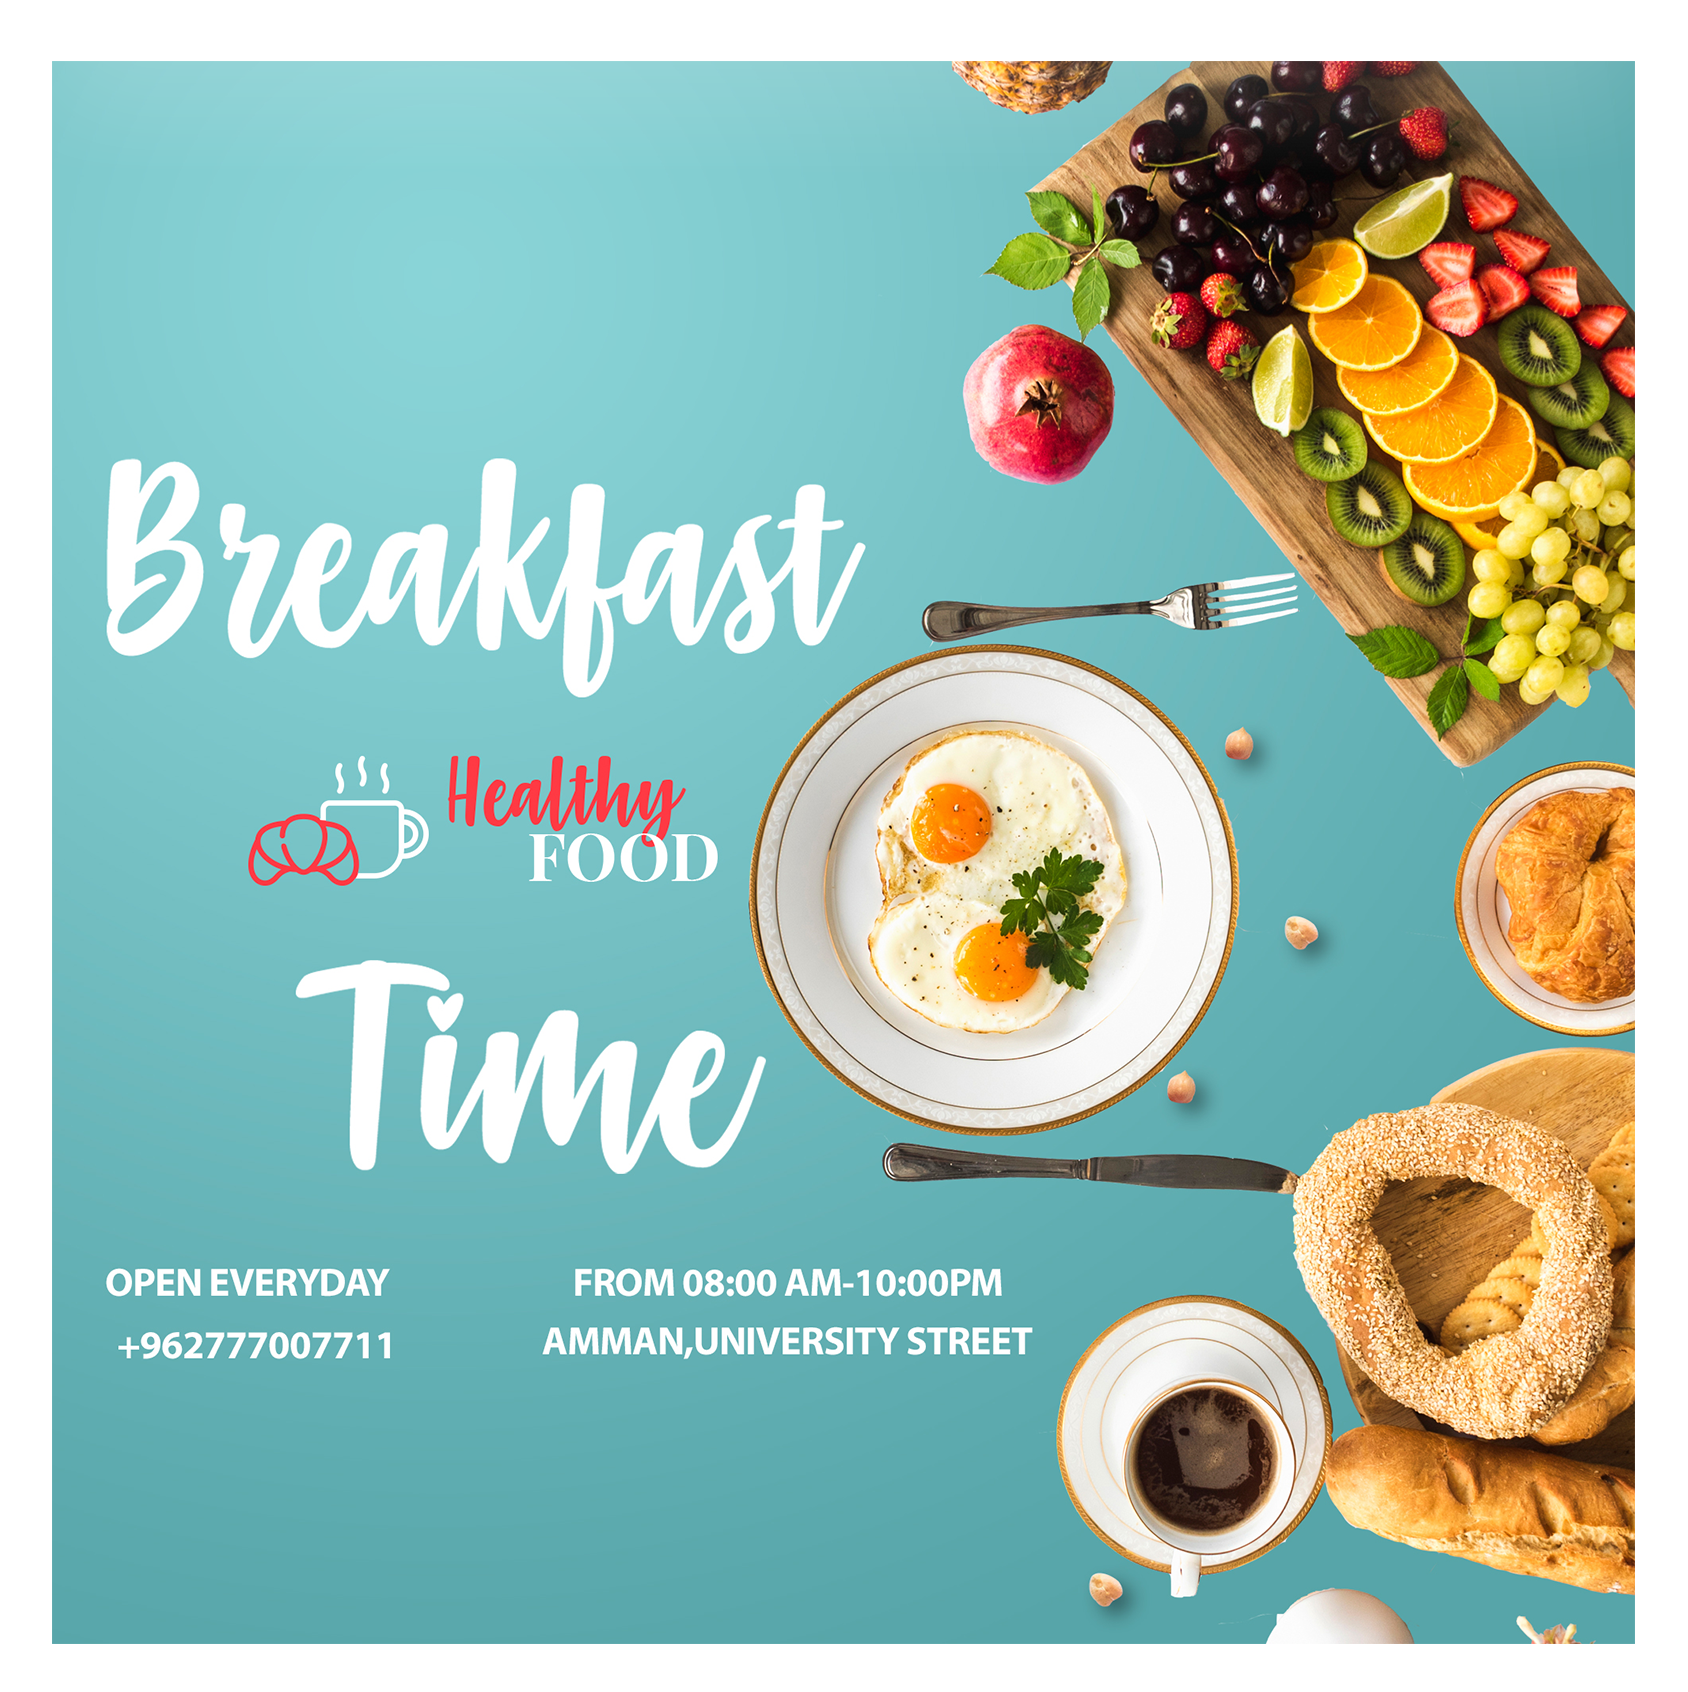 Breakfast
Healthy
FOOD
Time
OPEN EVERYDAY
FROM 08:00 AM-10:00PM
+962777007711
AMMAN,UNIVERSITY STREET